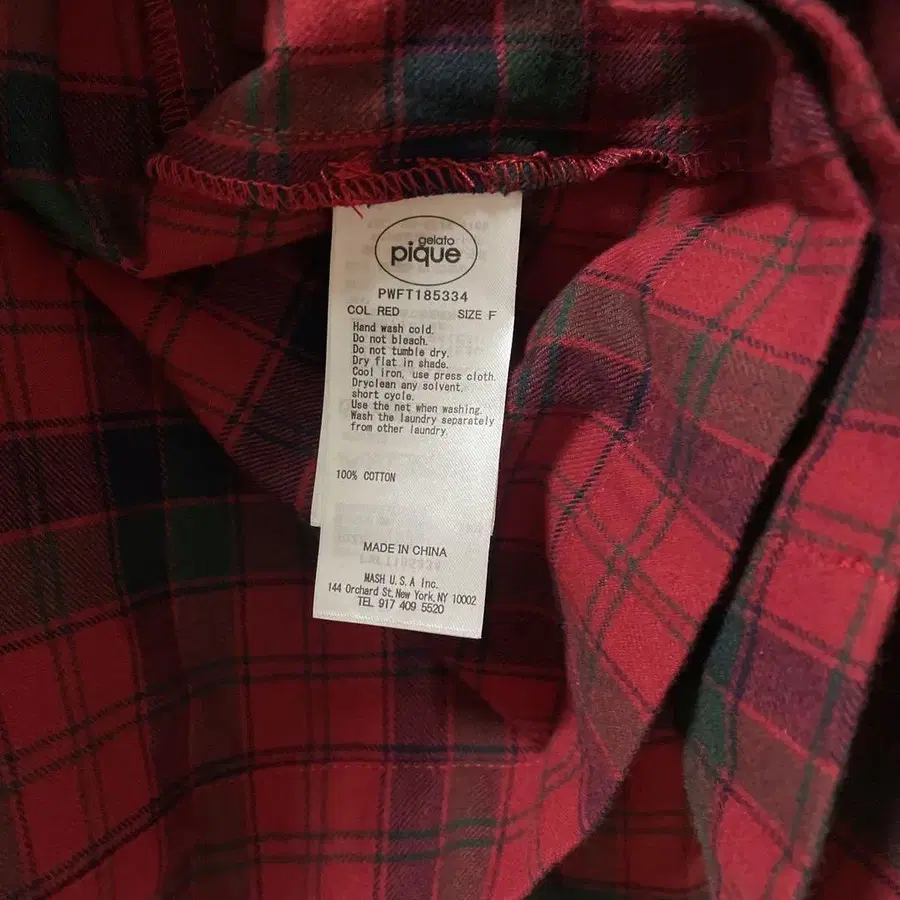 gelato
pique
PWFT185334
COL RED SIZE F
Hand wash cold.
Do not bleach.
Do not tumble dry.
Dry flat in shade.
Cool iron, use press cloth.
Dryclean any solvent,
short cycle.
Use the net when washing.
Wash the laundry separately
from other laundry.
100% COTTON
MADE IN CHINA
MASH U.S.A Inc.
144 Orchard St, New York, NY 10002
TEL 917 409 5520